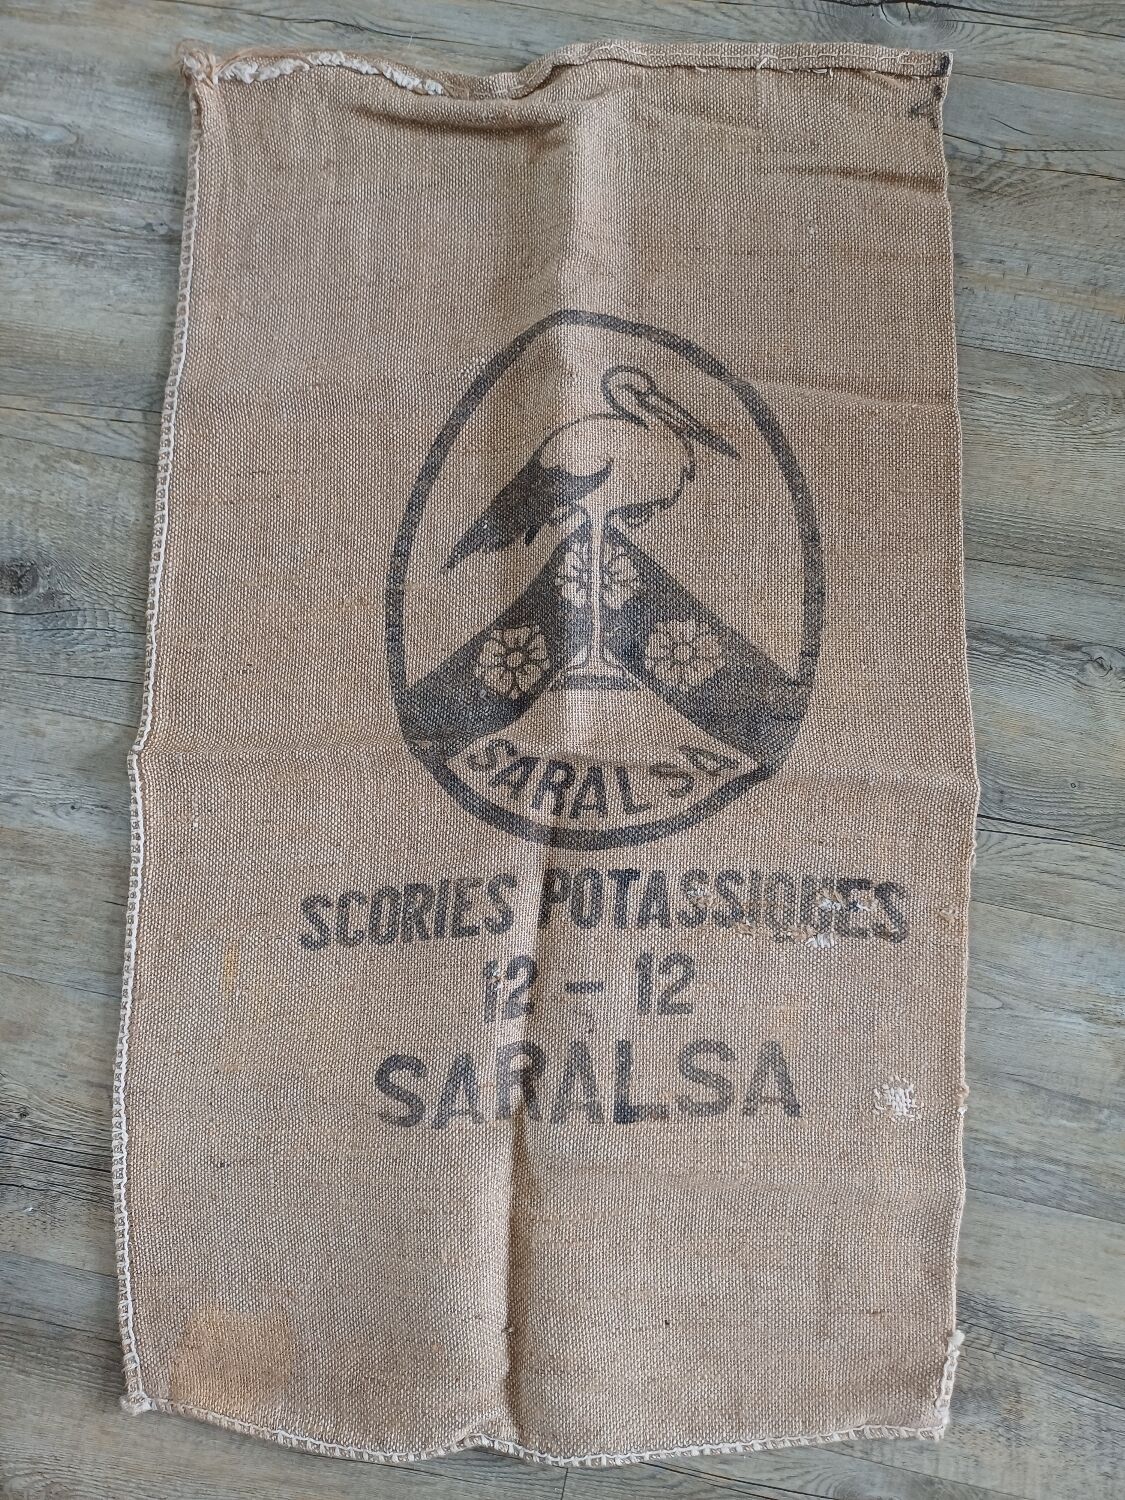 SARALSA
SCORIES POTASSIQUES
12 - 12
SARALSA